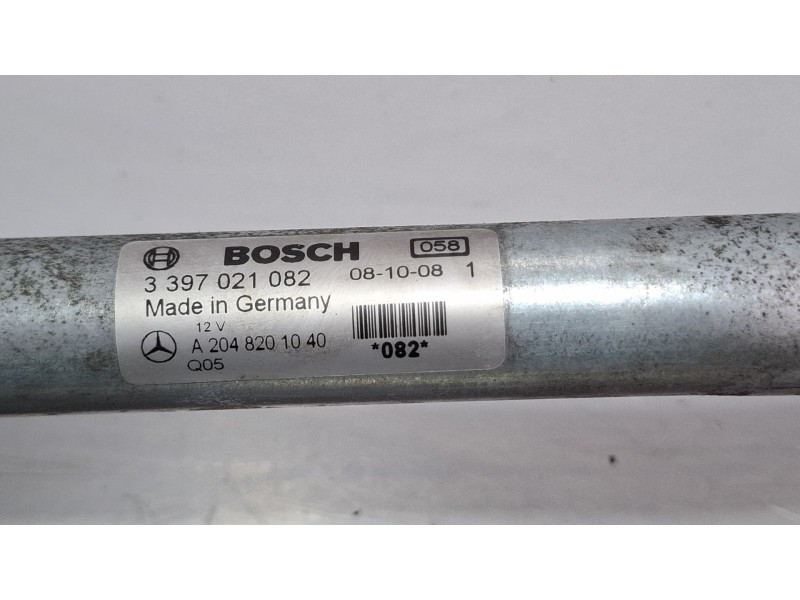 BOSCH 058
3 397 021 082 08-10-08 1
Made in Germany
12 V
A 204 820 10 40 *082*
Q05